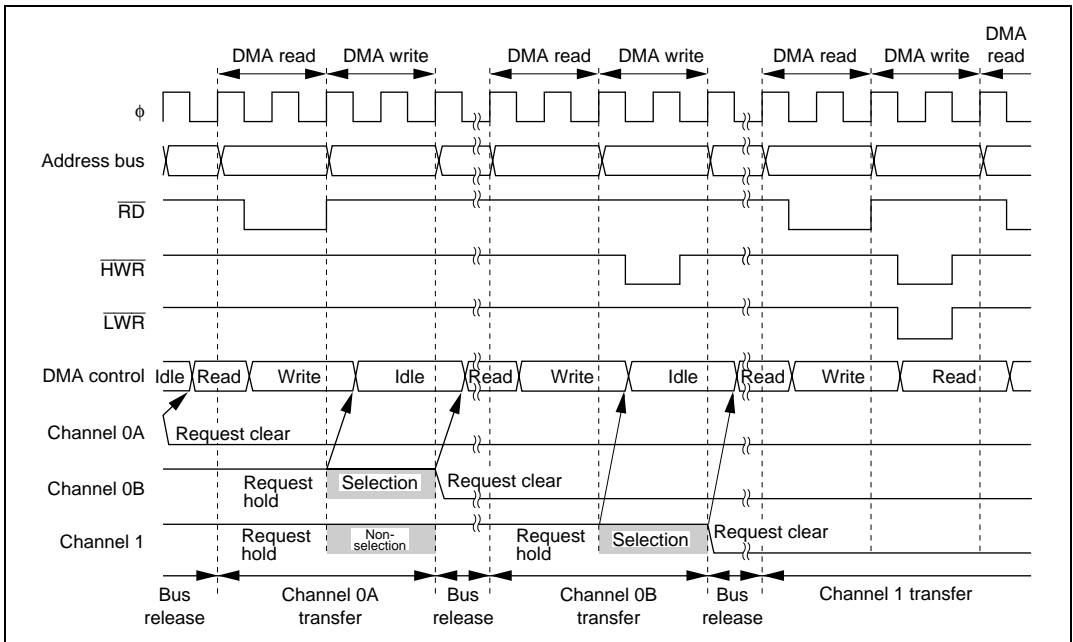 DMA
DMA read DMA write DMA read DMA write DMA read DMA write read
φ
Address bus
RD
HWR
LWR
DMA control Idle Read Write Idle Read Write Idle Read Write Read
Channel 0A Request clear
Channel 0B Request hold Selection Request clear
Channel 1 Request hold Non-selection Request hold Selection Request clear
Bus release Channel 0A transfer Bus release Channel 0B transfer Bus release Channel 1 transfer